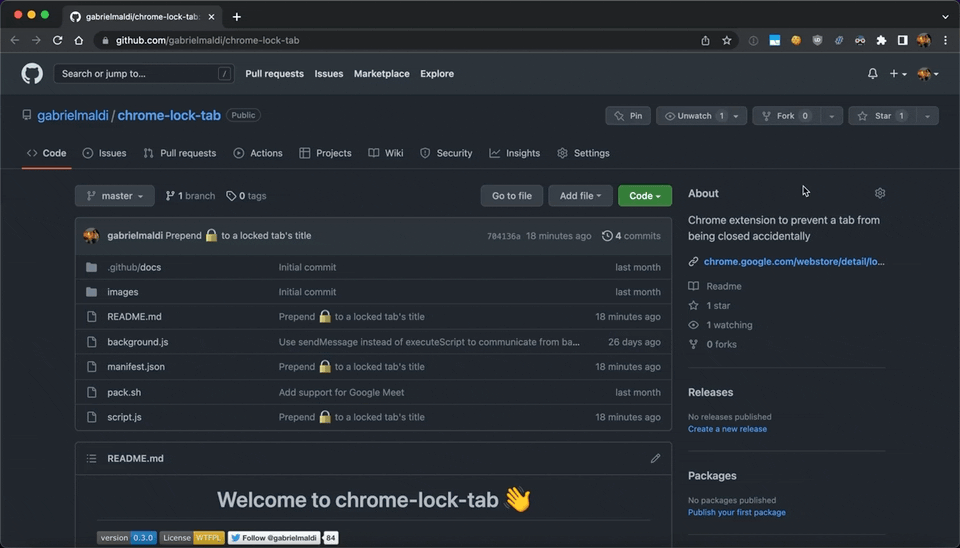 gabrielmaldi/chrome-lock-tab:
github.com/gabrielmaldi/chrome-lock-tab
Search or jump to... /
Pull requests Issues Marketplace Explore
gabrielmaldi / chrome-lock-tab Public
Pin Unwatch 1 Fork 0 Star 1
Code Issues Pull requests Actions Projects Wiki Security Insights Settings
master 1 branch 0 tags Go to file Add file Code
gabrielmaldi Prepend 🔒 to a locked tab's title 704136a 18 minutes ago 4 commits
.github/docs Initial commit last month
images Initial commit last month
README.md Prepend 🔒 to a locked tab's title 18 minutes ago
background.js Use sendMessage instead of executeScript to communicate from ba... 26 days ago
manifest.json Prepend 🔒 to a locked tab's title 18 minutes ago
pack.sh Add support for Google Meet last month
script.js Prepend 🔒 to a locked tab's title 18 minutes ago
README.md
Welcome to chrome-lock-tab 👋
version 0.3.0 License WTFPL Follow @gabrielmaldi 84
About
Chrome extension to prevent a tab from
being closed accidentally
chrome.google.com/webstore/detail/lo...
Readme
1 star
1 watching
0 forks
Releases
No releases published
Create a new release
Packages
No packages published
Publish your first package